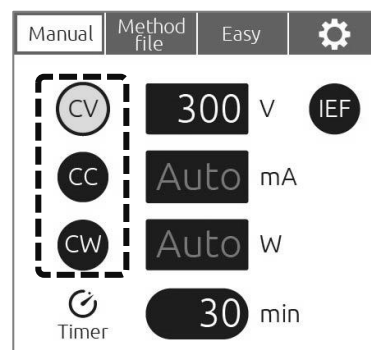 Manual Method file Easy
CV 300 V IEF
CC Auto mA
CW Auto W
Timer 30 min